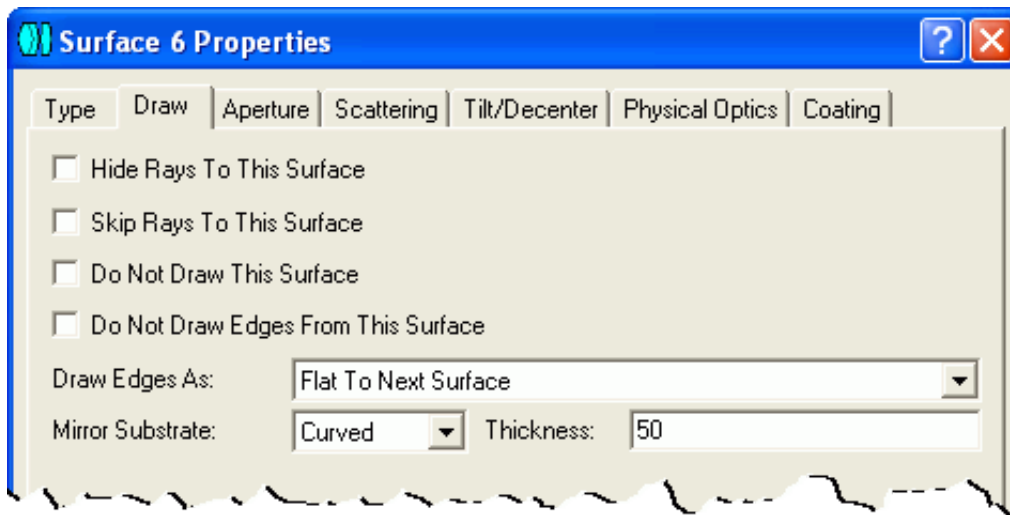 Surface 6 Properties
Type Draw Aperture Scattering Tilt/Decenter Physical Optics Coating
Hide Rays To This Surface
Skip Rays To This Surface
Do Not Draw This Surface
Do Not Draw Edges From This Surface
Draw Edges As: Flat To Next Surface
Mirror Substrate: Curved Thickness: 50